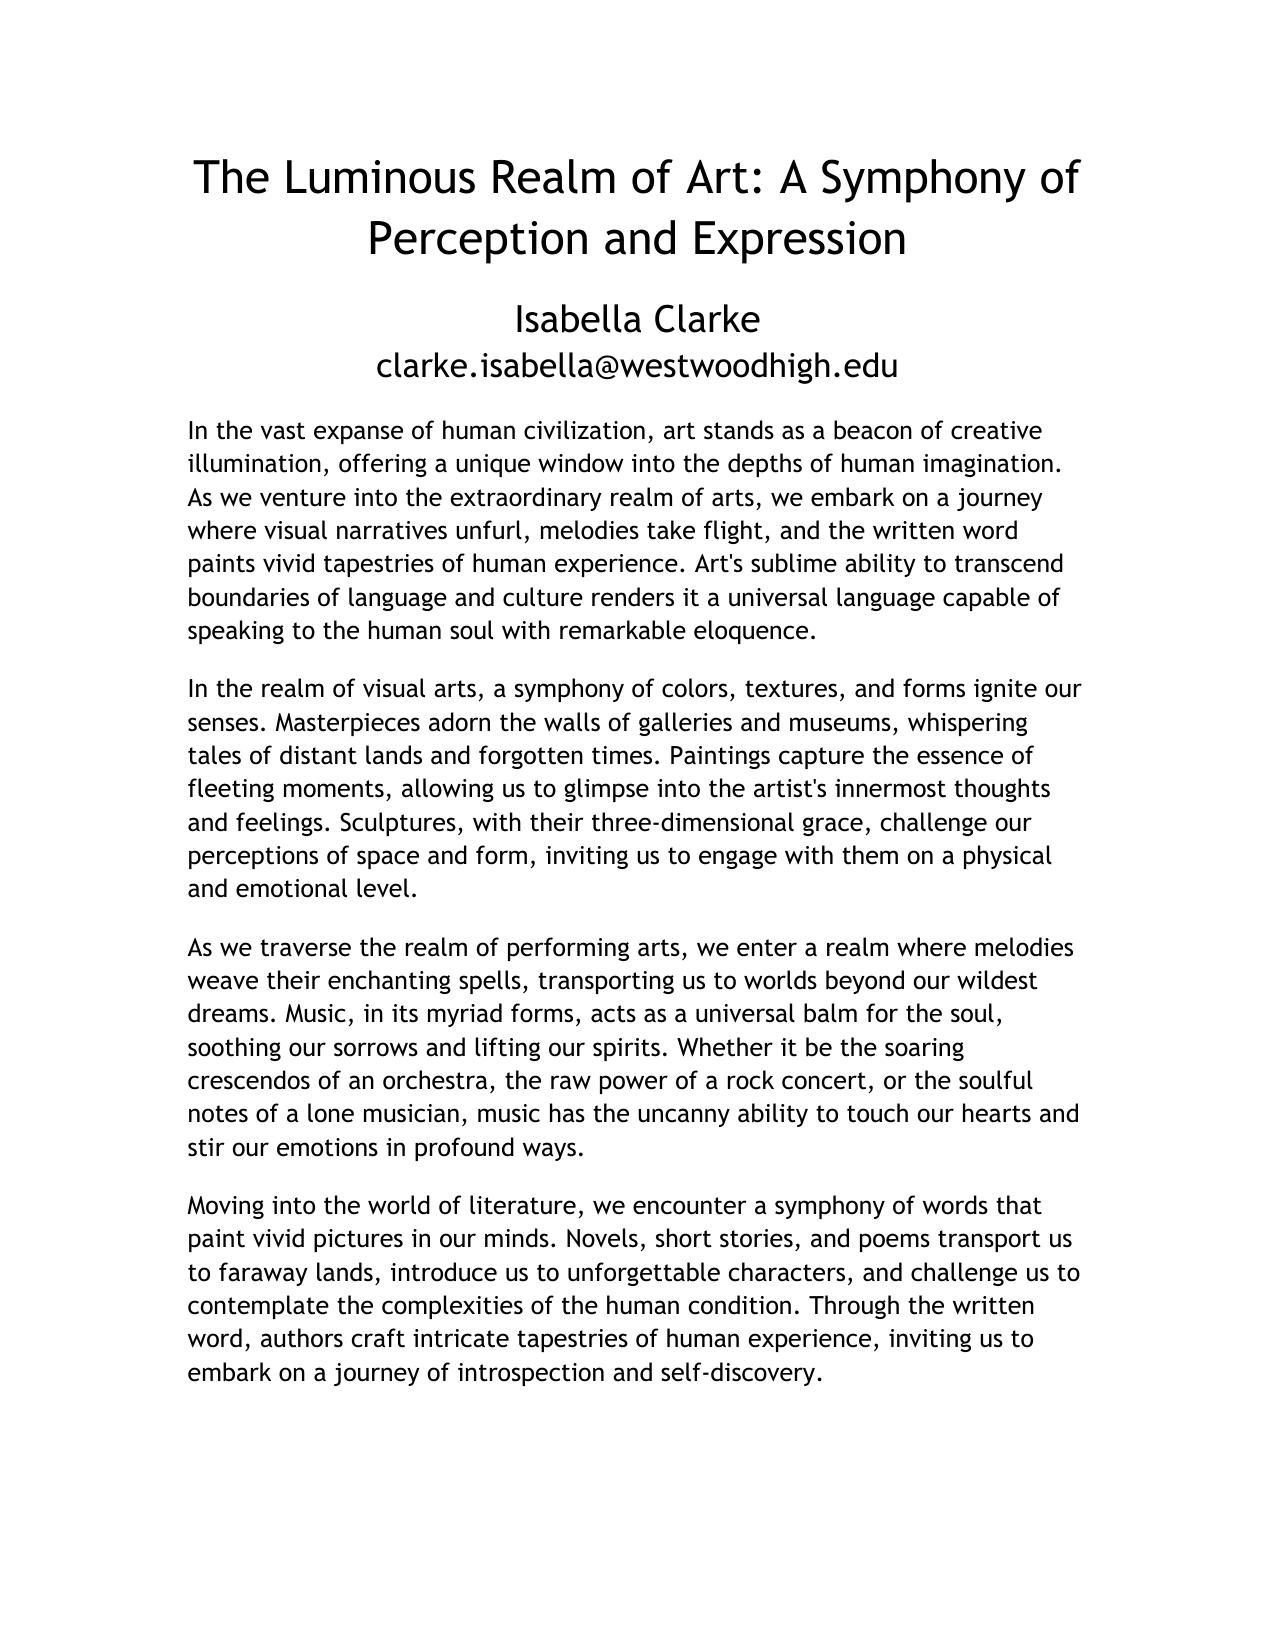 The Luminous Realm of Art: A Symphony of
Perception and Expression
Isabella Clarke
clarke.isabella@westwoodhigh.edu
In the vast expanse of human civilization, art stands as a beacon of creative
illumination, offering a unique window into the depths of human imagination.
As we venture into the extraordinary realm of arts, we embark on a journey
where visual narratives unfurl, melodies take flight, and the written word
paints vivid tapestries of human experience. Art's sublime ability to transcend
boundaries of language and culture renders it a universal language capable of
speaking to the human soul with remarkable eloquence.
In the realm of visual arts, a symphony of colors, textures, and forms ignite our
senses. Masterpieces adorn the walls of galleries and museums, whispering
tales of distant lands and forgotten times. Paintings capture the essence of
fleeting moments, allowing us to glimpse into the artist's innermost thoughts
and feelings. Sculptures, with their three-dimensional grace, challenge our
perceptions of space and form, inviting us to engage with them on a physical
and emotional level.
As we traverse the realm of performing arts, we enter a realm where melodies
weave their enchanting spells, transporting us to worlds beyond our wildest
dreams. Music, in its myriad forms, acts as a universal balm for the soul,
soothing our sorrows and lifting our spirits. Whether it be the soaring
crescendos of an orchestra, the raw power of a rock concert, or the soulful
notes of a lone musician, music has the uncanny ability to touch our hearts and
stir our emotions in profound ways.
Moving into the world of literature, we encounter a symphony of words that
paint vivid pictures in our minds. Novels, short stories, and poems transport us
to faraway lands, introduce us to unforgettable characters, and challenge us to
contemplate the complexities of the human condition. Through the written
word, authors craft intricate tapestries of human experience, inviting us to
embark on a journey of introspection and self-discovery.